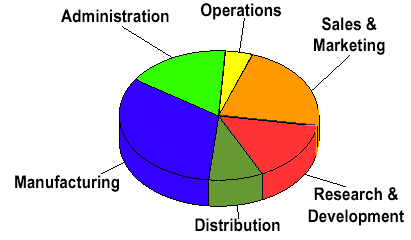 Operations
Administration
Sales &
Marketing
Manufacturing
Research &
Development
Distribution